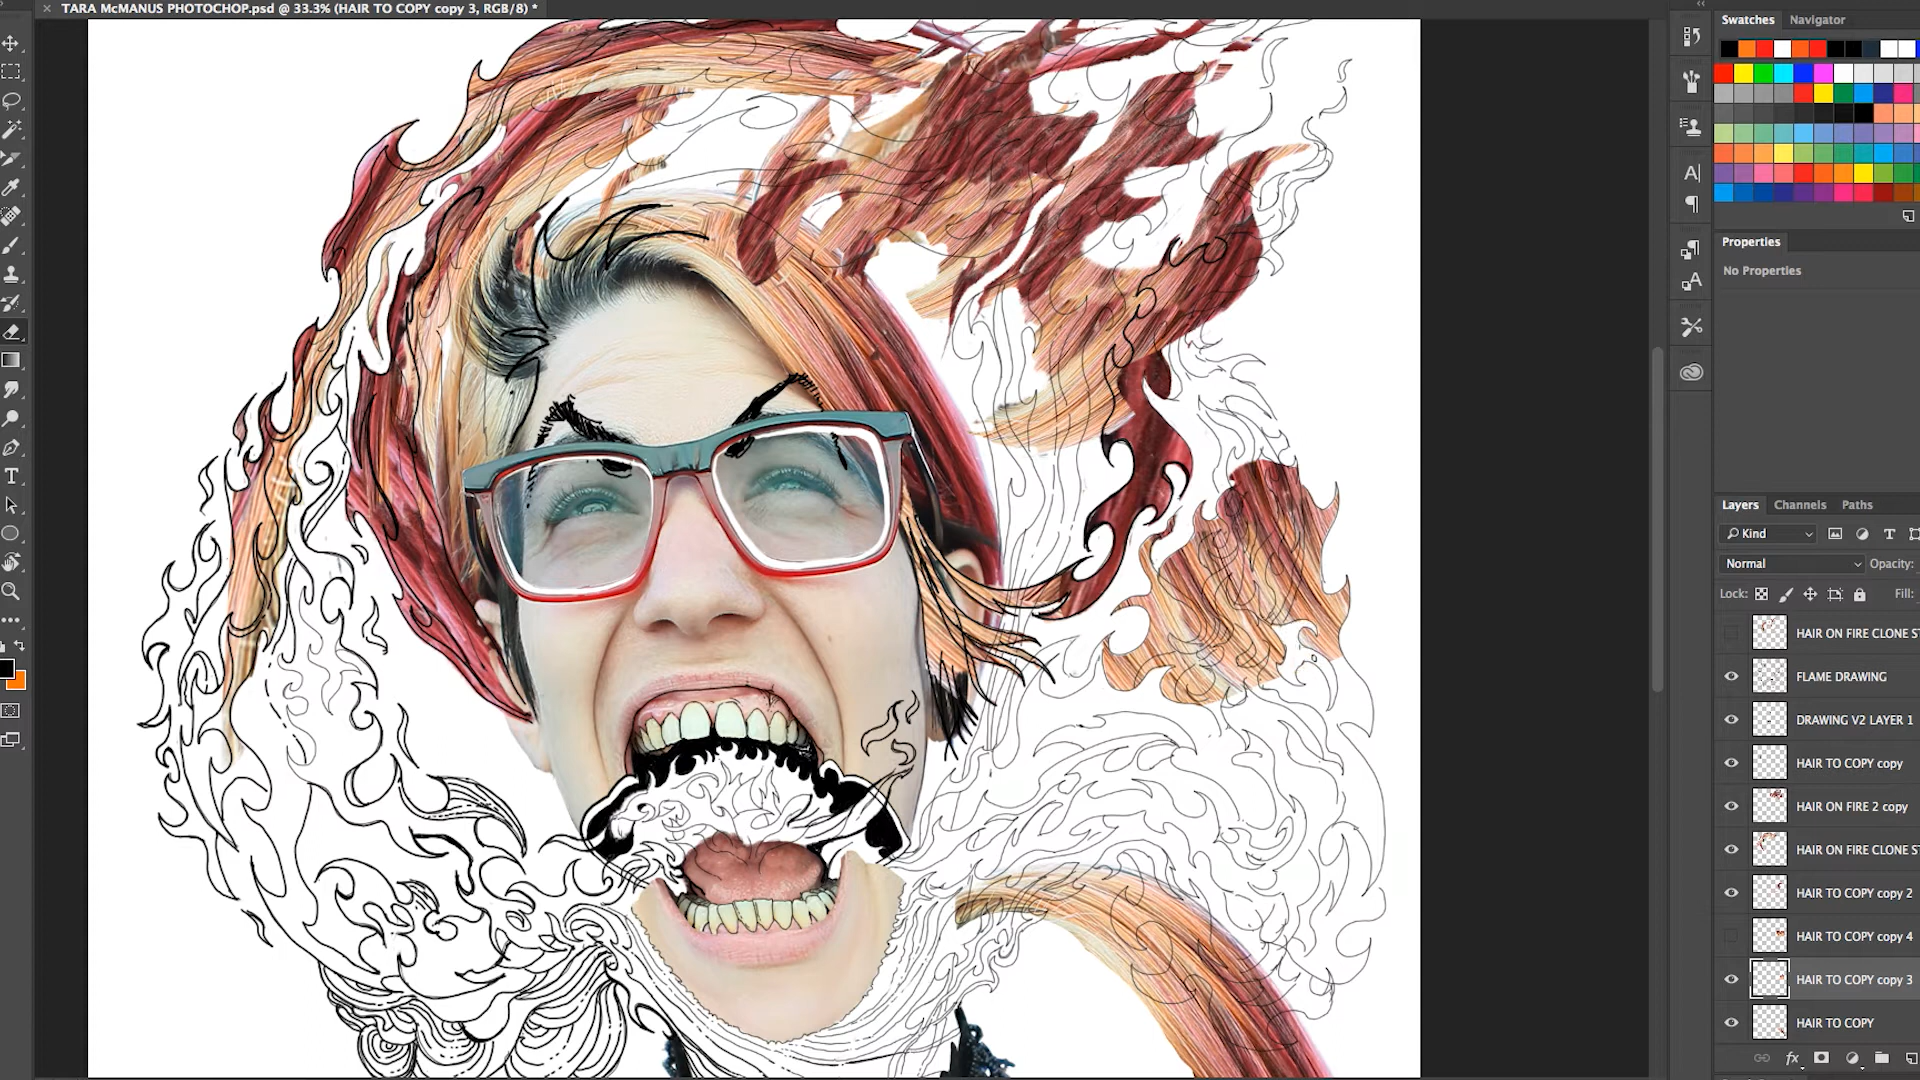 TARA McMANUS PHOTOCHOP.psd @ 33.3% (HAIR TO COPY copy 3, RGB/8) *
Swatches
Navigator
Properties
No Properties
Layers
Channels
Paths
Kind
Normal
Opacity:
Lock:
Fill:
HAIR ON FIRE CLONE ST
FLAME DRAWING
DRAWING V2 LAYER 1
HAIR TO COPY copy
HAIR ON FIRE 2 copy
HAIR ON FIRE CLONE S
HAIR TO COPY copy 2
HAIR TO COPY copy 4
HAIR TO COPY copy 3
HAIR TO COPY
fx